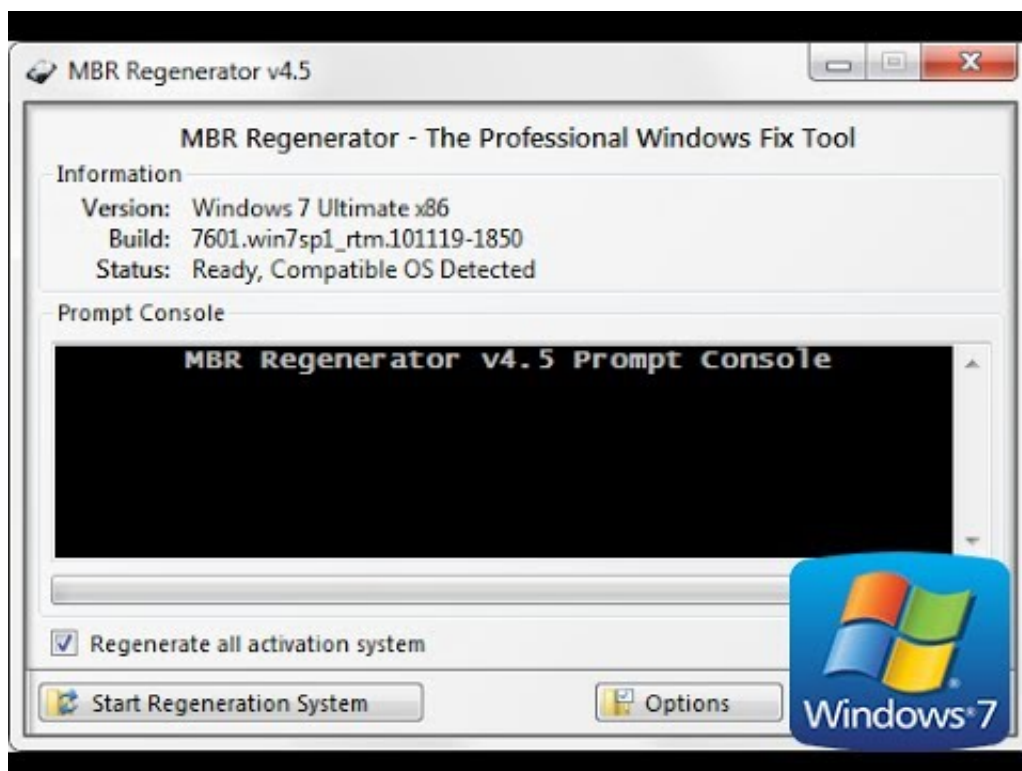 MBR Regenerator v4.5
MBR Regenerator - The Professional Windows Fix Tool
Information
Version: Windows 7 Ultimate x86
Build: 7601.win7sp1_rtm.101119-1850
Status: Ready, Compatible OS Detected
Prompt Console
MBR Regenerator v4.5 Prompt Console
Regenerate all activation system
Start Regeneration System
Options
Windows®7